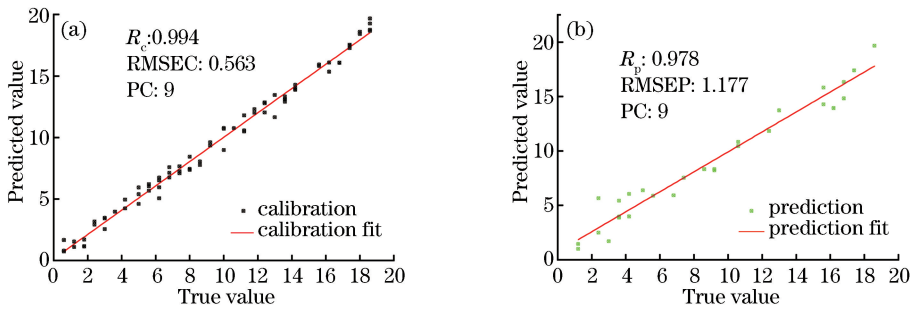 (a)
Rc:0.994
RMSEC: 0.563
PC: 9
Predicted value
20
15
10
5
0
calibration
calibration fit
0 2 4 6 8 10 12 14 16 18 20
True value
(b)
Rp: 0.978
RMSEP: 1.177
PC: 9
Predicted value
20
15
10
5
0
prediction
prediction fit
0 2 4 6 8 10 12 14 16 18 20
True value